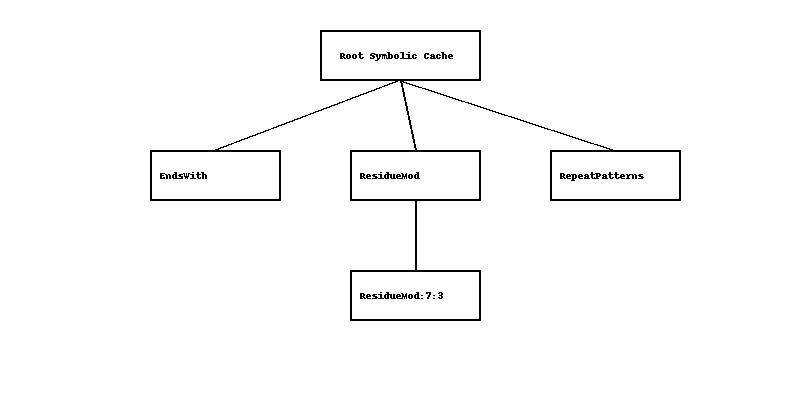 Root Symbolic Cache
EndsWith
ResidueMod
RepeatPatterns
ResidueMod:7:3